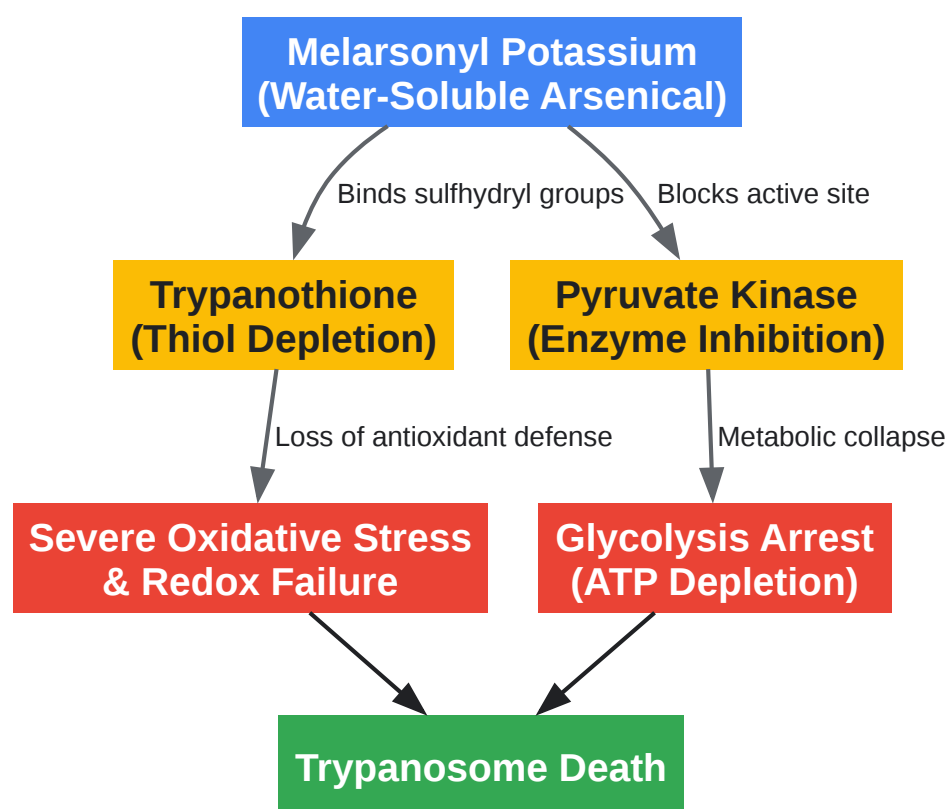 Melarsonyl Potassium
(Water-Soluble Arsenical)
Binds sulfhydryl groups
Blocks active site
Trypanothione
(Thiol Depletion)
Pyruvate Kinase
(Enzyme Inhibition)
Loss of antioxidant defense
Metabolic collapse
Severe Oxidative Stress
& Redox Failure
Glycolysis Arrest
(ATP Depletion)
Trypanosome Death